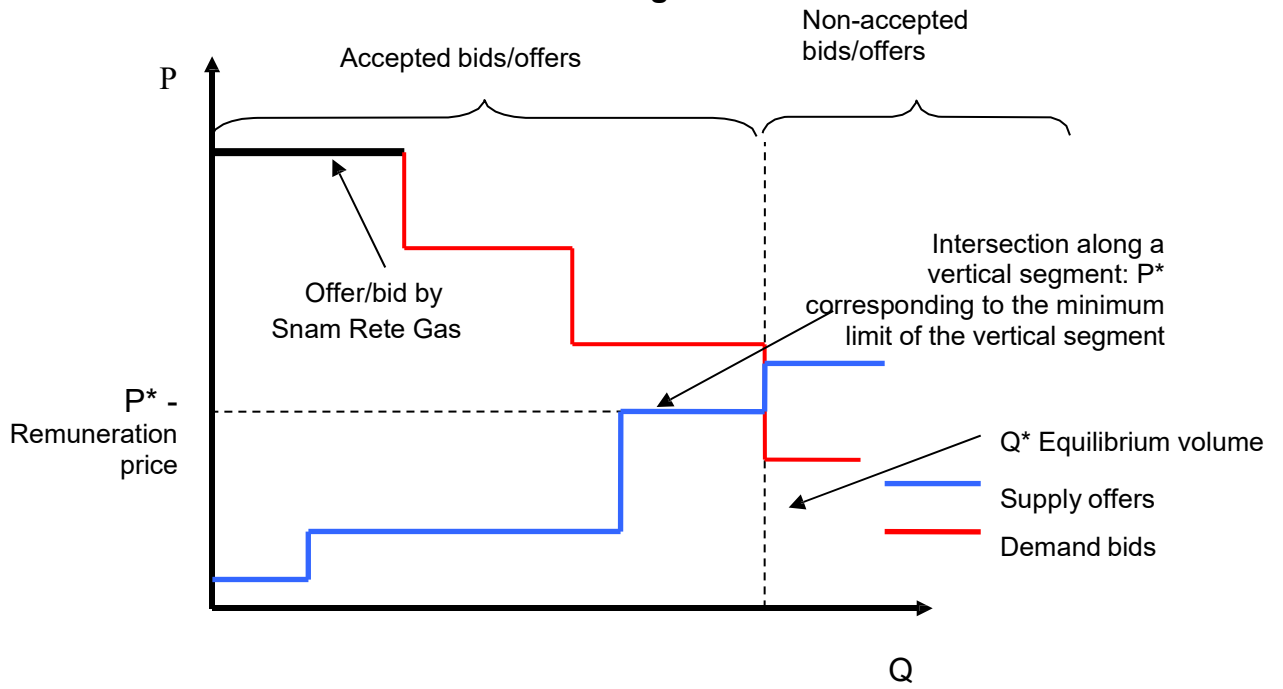 Non-accepted
bids/offers
Accepted bids/offers
P
Intersection along a
vertical segment: P*
corresponding to the minimum
limit of the vertical segment
Offer/bid by
Snam Rete Gas
P* -
Remuneration
price
Q* Equilibrium volume
Supply offers
Demand bids
Q